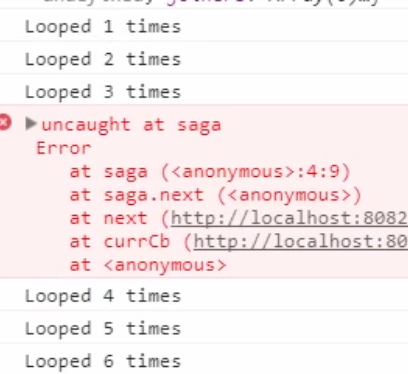 Looped 1 times
Looped 2 times
Looped 3 times
uncaught at saga
Error
at saga (<anonymous>:4:9)
at saga.next (<anonymous>)
at next (http://localhost:8082
at currCb (http://localhost:80
at <anonymous>
Looped 4 times
Looped 5 times
Looped 6 times